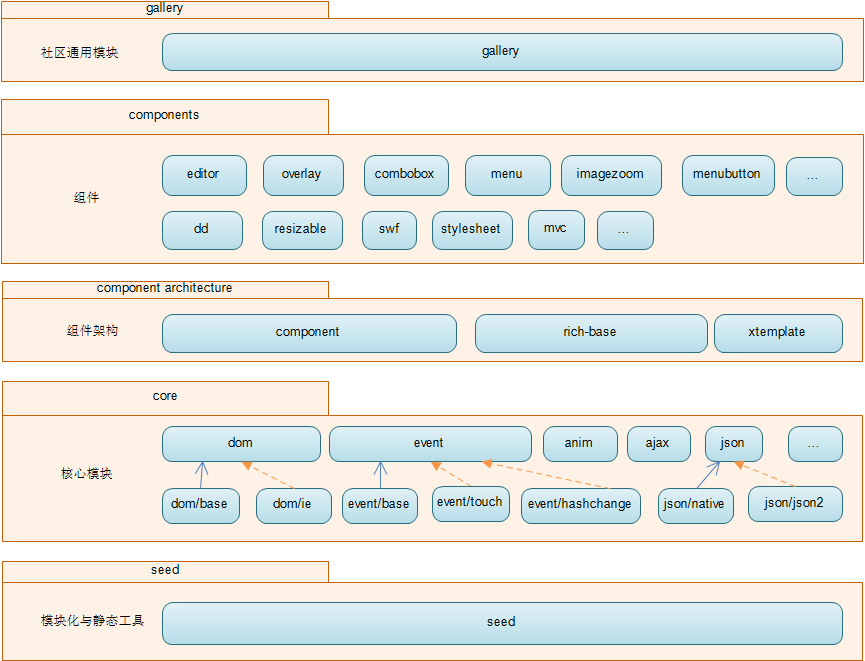 gallery
社区通用模块
gallery
components
组件
editor
overlay
combobox
menu
imagezoom
menubutton
...
dd
resizable
swf
stylesheet
mvc
...
component architecture
组件架构
component
rich-base
xtemplate
core
核心模块
dom
event
anim
ajax
json
...
dom/base
dom/ie
event/base
event/touch
event/hashchange
json/native
json/json2
seed
模块化与静态工具
seed